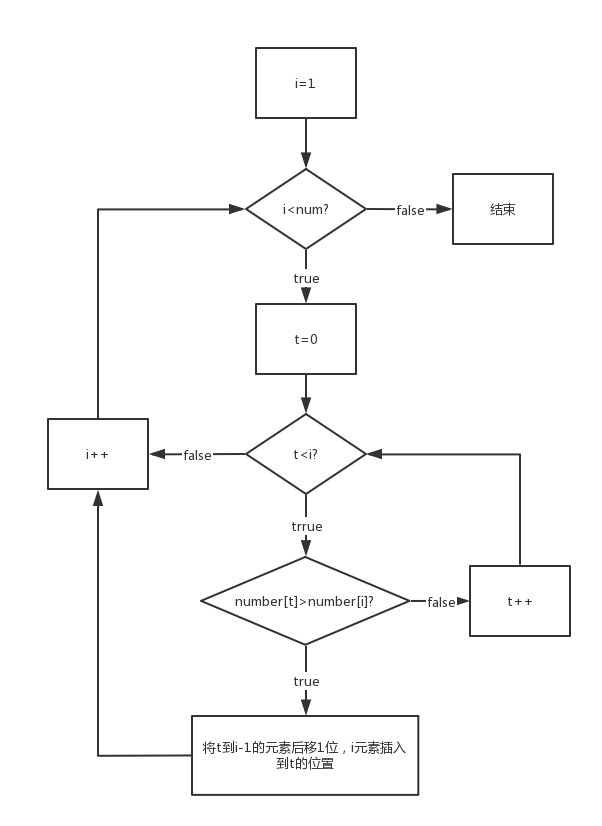 i=1
i<num?
false
结束
true
t=0
i++
false
t<i?
trrue
number[t]>number[i]?
false
t++
true
将t到i-1的元素后移1位，i元素插入
到t的位置